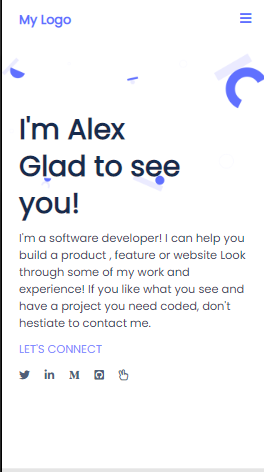 My Logo
I'm Alex
Glad to see
you!
I'm a software developer! I can help you
build a product , feature or website Look
through some of my work and
experience! If you like what you see and
have a project you need coded, don't
hestiate to contact me.
LET'S CONNECT